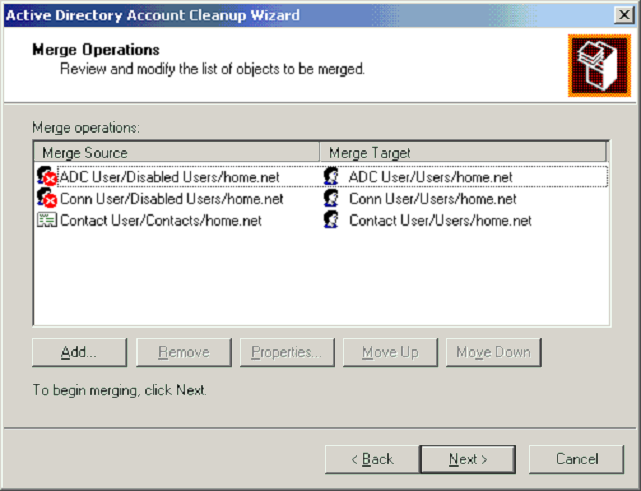 Active Directory Account Cleanup Wizard
Merge Operations
Review and modify the list of objects to be merged.
Merge operations:
Merge Source Merge Target
ADC User/Disabled Users/home.net ADC User/Users/home.net
Conn User/Disabled Users/home.net Conn User/Users/home.net
Contact User/Contacts/home.net Contact User/Users/home.net
Add... Remove Properties... Move Up Move Down
To begin merging, click Next.
< Back Next > Cancel